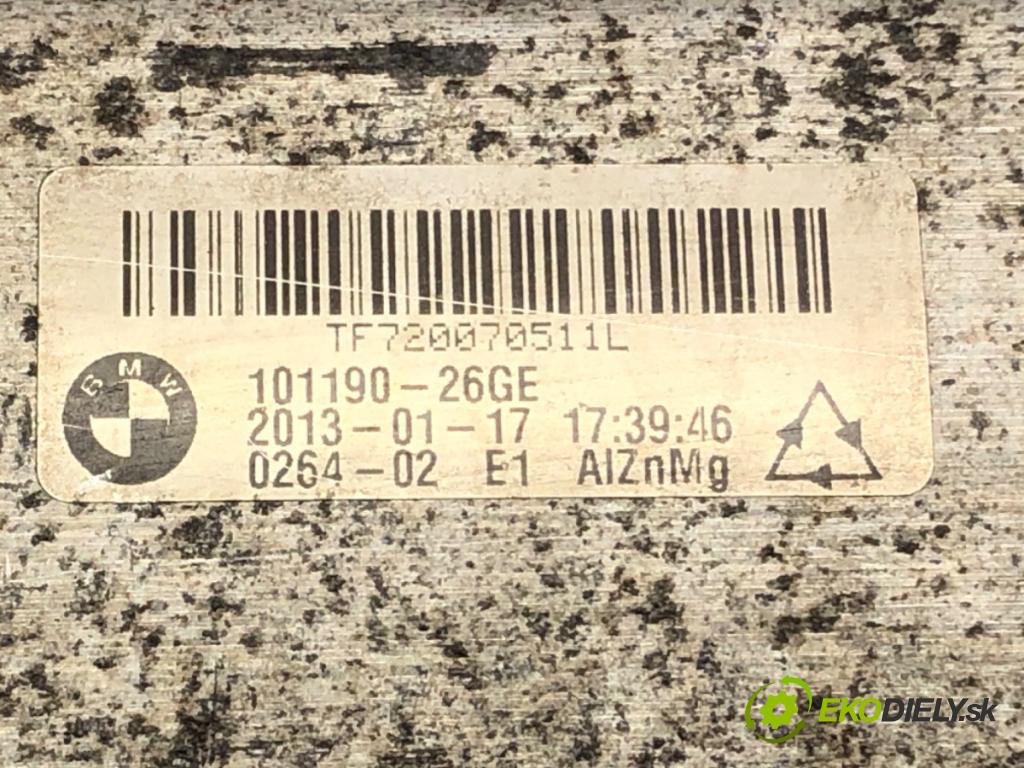 TF720070511L
BMW
101190-26GE
2013-01-17 17:39:46
0264-02 E1 AlZnMg
EKODIELY.sk